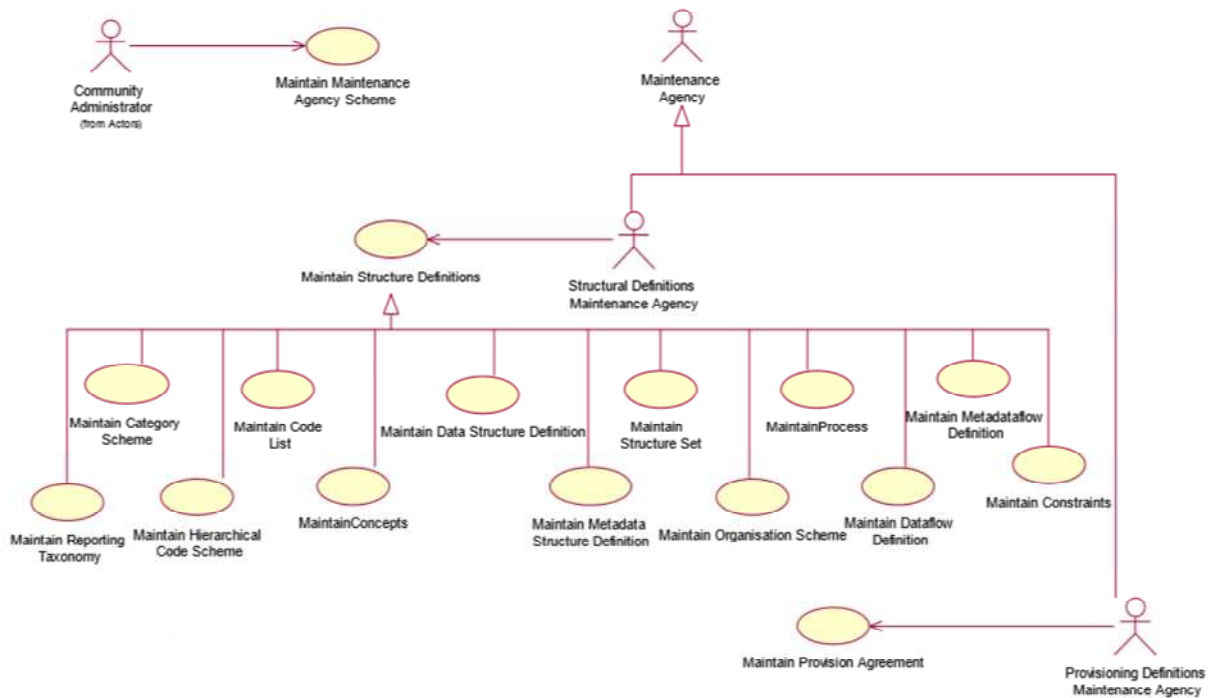 Community
Administrator
(from Actors)
Maintain Maintenance
Agency Scheme
Maintenance
Agency
Maintain Structure Definitions
Structural Definitions
Maintenance Agency
Maintain Category
Scheme
Maintain Code
List
Maintain Data Structure Definition
Maintain
Structure Set
MaintainProcess
Maintain Metadataflow
Definition
Maintain Reporting
Taxonomy
Maintain Hierarchical
Code Scheme
MaintainConcepts
Maintain Metadata
Structure Definition
Maintain Organisation Scheme
Maintain Dataflow
Definition
Maintain Constraints
Maintain Provision Agreement
Provisioning Definitions
Maintenance Agency